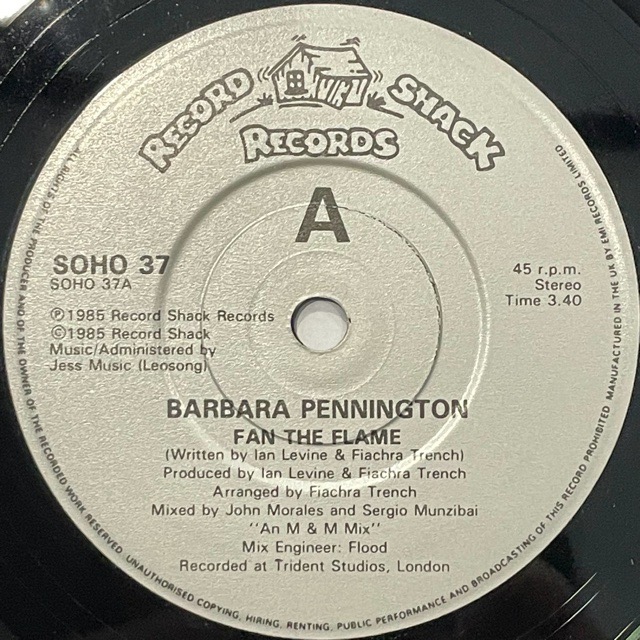 RECORD SHACK
RECORDS
A
SOHO 37
SOHO 37A
℗1985 Record Shack Records
©1985 Record Shack
Music/Administered by
Jess Music (Leosong)
45 r.p.m.
Stereo
Time 3.40
BARBARA PENNINGTON
FAN THE FLAME
(Written by Ian Levine & Fiachra Trench)
Produced by Ian Levine & Fiachra Trench
Arranged by Fiachra Trench
Mixed by John Morales and Sergio Munzibai
"An M & M Mix"
Mix Engineer: Flood
Recorded at Trident Studios, London
ALL RIGHTS OF THE PRODUCER AND OF THE OWNER OF THE RECORDED WORK RESERVED. UNAUTHORISED COPYING, HIRING, RENTING, PUBLIC PERFORMANCE AND BROADCASTING OF THIS RECORD PROHIBITED MANUFACTURED IN THE UK BY EMI RECORDS LIMITED